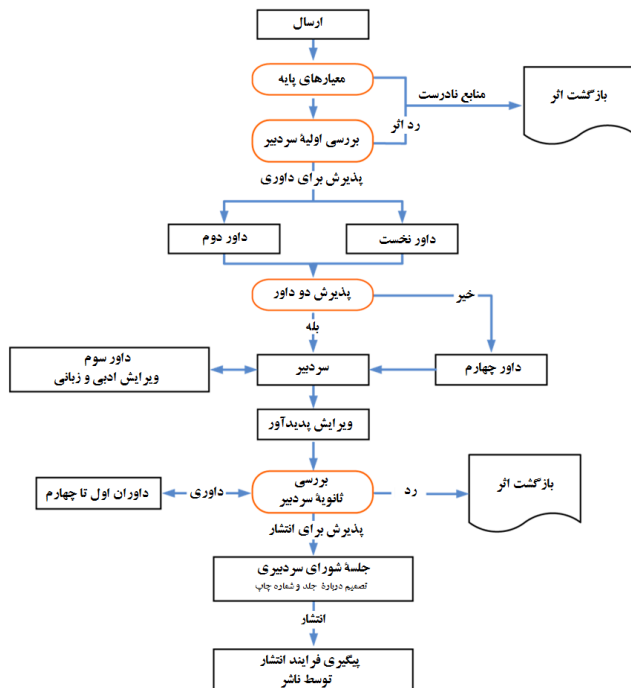 ارسال
معیارهای پایه
منابع نادرست
بازگشت اثر
رد اثر
بررسی اولیهٔ سردبیر
پذیرش برای داوری
داور نخست
داور دوم
پذیرش دو داور
خیر
بله
داور سوم
ویرایش ادبی و زبانی
سردبیر
داور چهارم
ویرایش پدیدآور
بررسی
ثانویهٔ سردبیر
رد
بازگشت اثر
داوری
داوران اول تا چهارم
پذیرش برای انتشار
جلسهٔ شورای سردبیری
تصمیم دربارهٔ جلد و شماره چاپ
انتشار
پیگیری فرایند انتشار
توسط ناشر